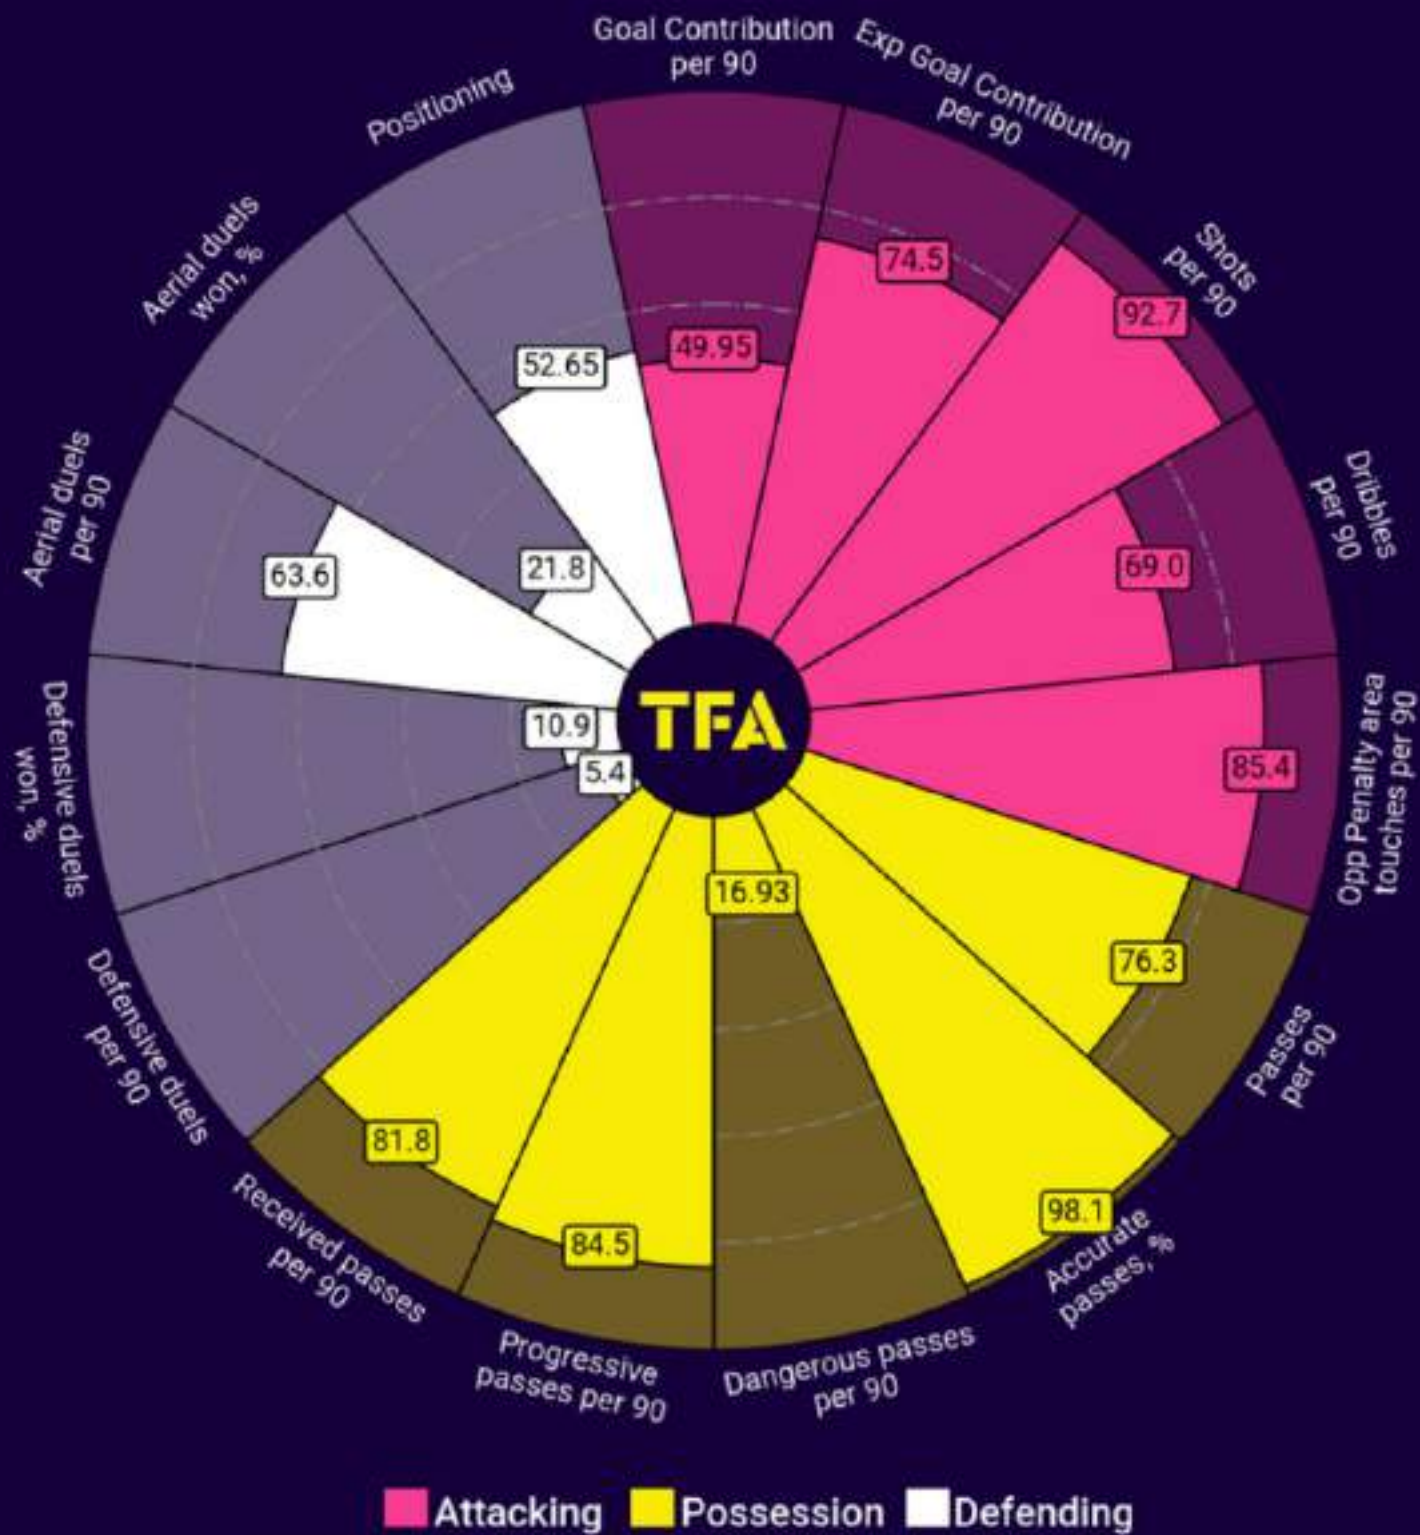 Goal Contribution
per 90
Exp Goal Contribution
per 90
Shots
per 90
Dribbles
per 90
Opp Penalty area
touches per 90
Passes
per 90
Accurate
passes, %
Dangerous passes
per 90
Progressive
passes per 90
Received passes
per 90
Defensive duels
per 90
Defensive duels
won, %
Aerial duels
per 90
Aerial duels
won, %
Positioning
49.95
74.5
92.7
69.0
85.4
76.3
98.1
16.93
84.5
81.8
5.4
10.9
63.6
21.8
52.65
TFA
Attacking Possession Defending